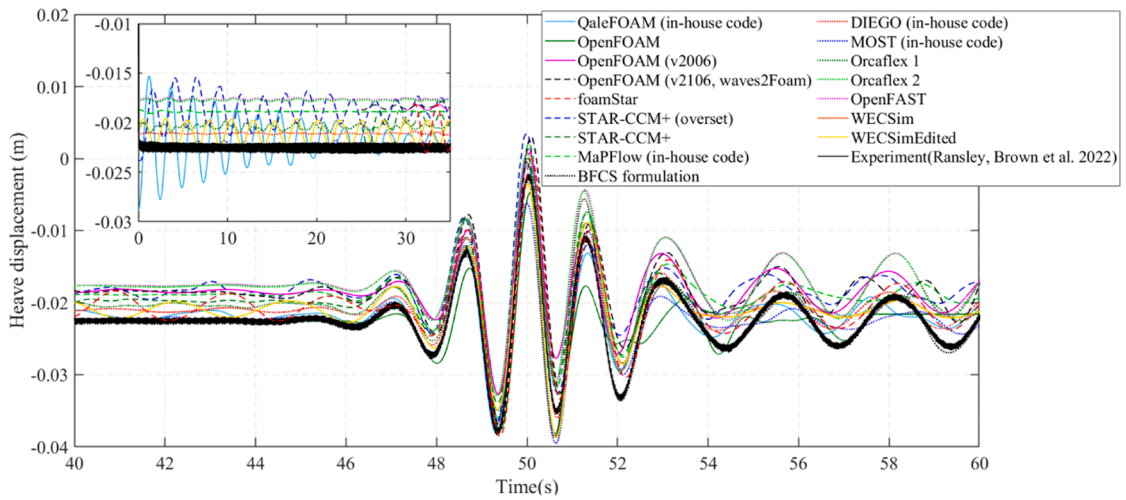 0.02
0.01
0
-0.01
-0.02
-0.03
-0.04
Heave displacement (m)
40
42
44
46
48
50
52
54
56
58
60
Time(s)
-0.01
-0.015
-0.02
-0.025
-0.03
0
10
20
30
QaleFOAM (in-house code)
OpenFOAM
OpenFOAM (v2006)
OpenFOAM (v2106, waves2Foam)
foamStar
STAR-CCM+ (overset)
STAR-CCM+
MaPFlow (in-house code)
BFCS formulation
DIEGO (in-house code)
MOST (in-house code)
Orcaflex 1
Orcaflex 2
OpenFAST
WECSim
WECSimEdited
Experiment(Ransley, Brown et al. 2022)